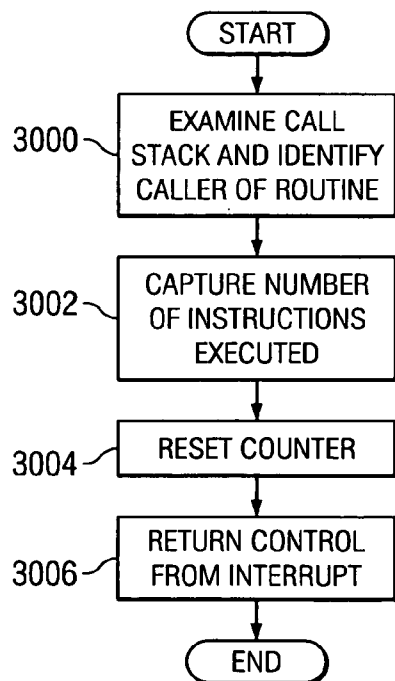 START
3000
EXAMINE CALL
STACK AND IDENTIFY
CALLER OF ROUTINE
3002
CAPTURE NUMBER
OF INSTRUCTIONS
EXECUTED
3004
RESET COUNTER
3006
RETURN CONTROL
FROM INTERRUPT
END